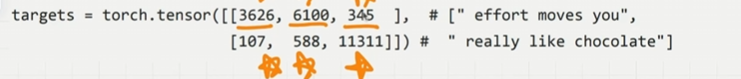 targets = torch.tensor([[3626, 6100, 345 ], # [" effort moves you",
[107, 588, 11311]]) # " really like chocolate"]